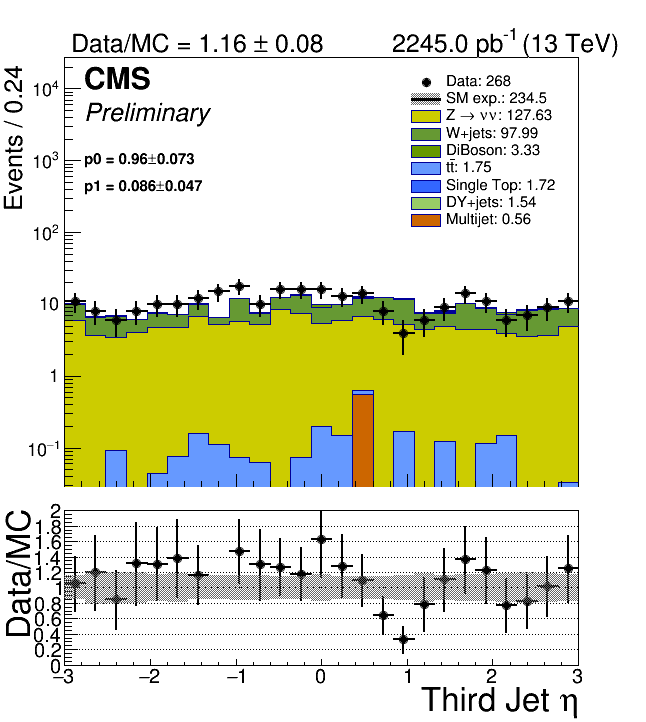 Data/MC = 1.16 ± 0.08 2245.0 pb⁻¹ (13 TeV)
CMS
Preliminary
p0 = 0.96±0.073
p1 = 0.086±0.047
Data: 268
SM exp.: 234.5
Z → νν: 127.63
W+jets: 97.99
DiBoson: 3.33
tt̄: 1.75
Single Top: 1.72
DY+jets: 1.54
Multijet: 0.56
Events / 0.24
10⁴
10³
10²
10
1
10⁻¹
Data/MC
2
1.8
1.6
1.4
1.2
1
0.8
0.6
0.4
0.2
0
−3 −2 −1 0 1 2 3
Third Jet η